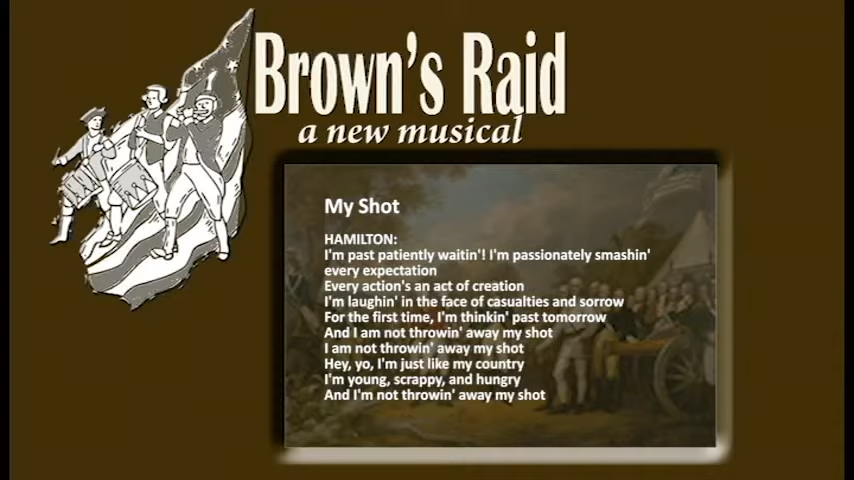 Brown's Raid
a new musical
My Shot
HAMILTON:
I'm past patiently waitin'! I'm passionately smashin'
every expectation
Every action's an act of creation
I'm laughin' in the face of casualties and sorrow
For the first time, I'm thinkin' past tomorrow
And I am not throwin' away my shot
I am not throwin' away my shot
Hey, yo, I'm just like my country
I'm young, scrappy, and hungry
And I'm not throwin' away my shot